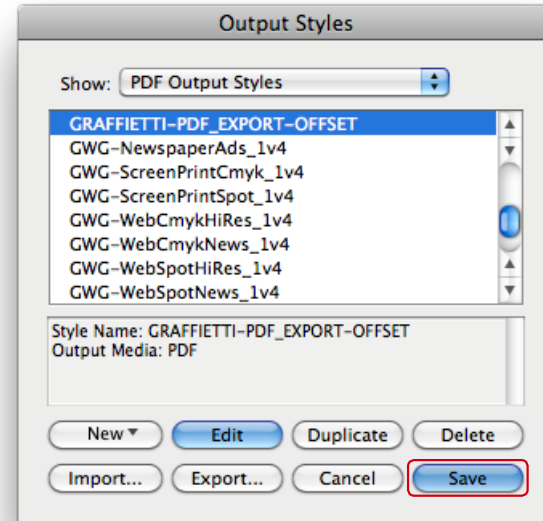 Output Styles
Show: PDF Output Styles
GRAFFIETTI-PDF_EXPORT-OFFSET
GWG-NewspaperAds_1v4
GWG-ScreenPrintCmyk_1v4
GWG-ScreenPrintSpot_1v4
GWG-WebCmykHiRes_1v4
GWG-WebCmykNews_1v4
GWG-WebSpotHiRes_1v4
GWG-WebSpotNews_1v4
Style Name: GRAFFIETTI-PDF_EXPORT-OFFSET
Output Media: PDF
New Edit Duplicate Delete
Import... Export... Cancel Save